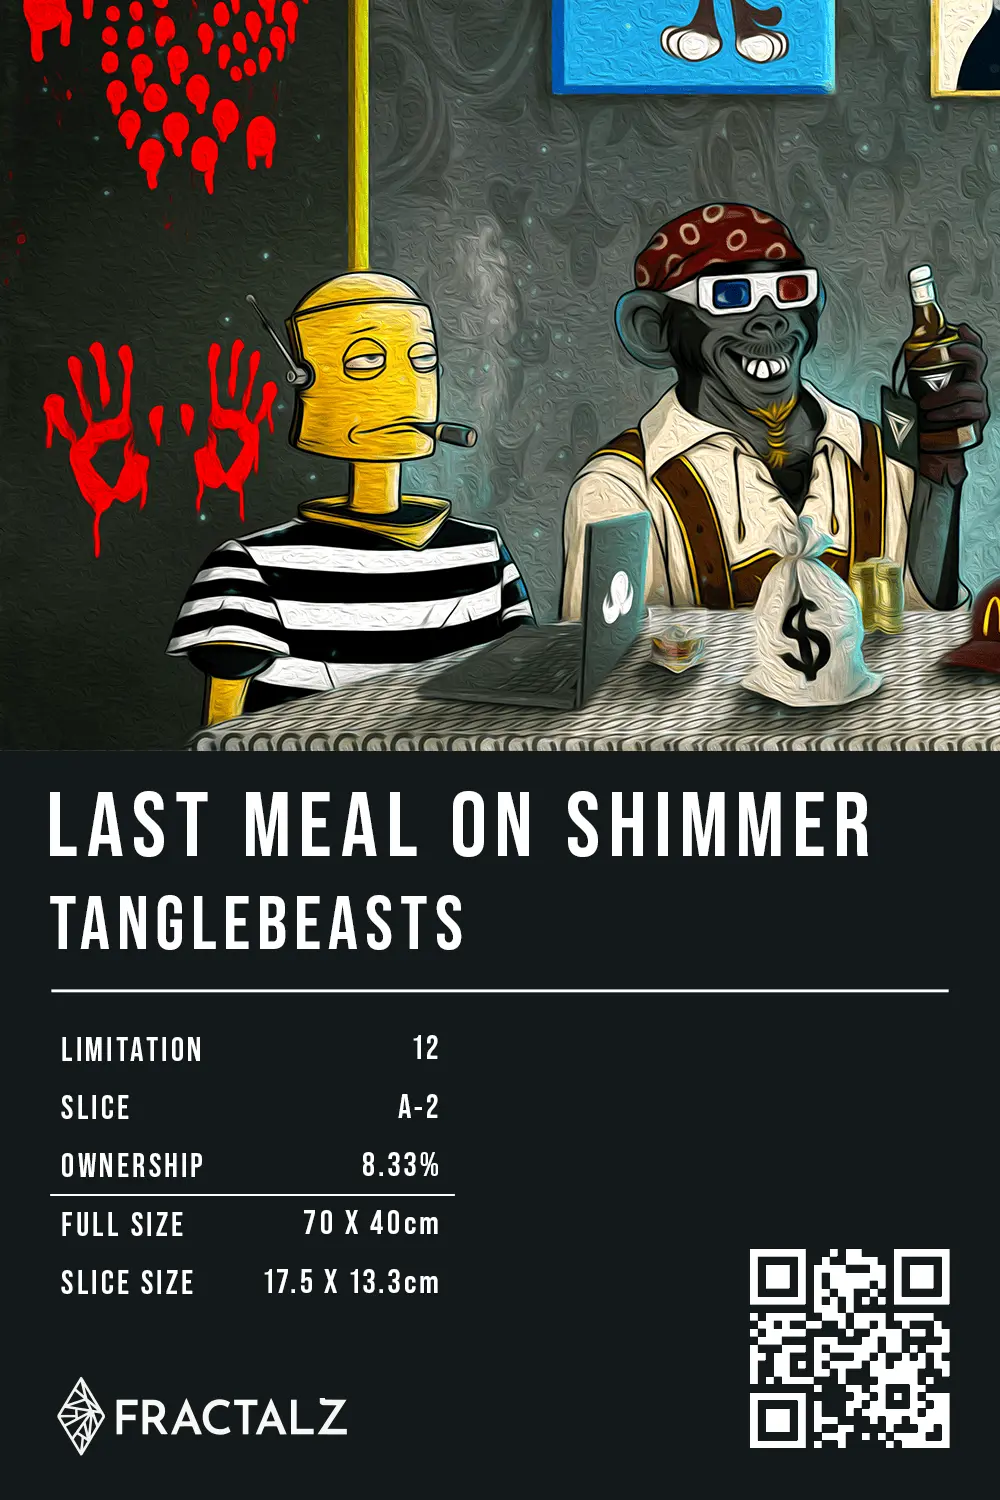 $
LAST MEAL ON SHIMMER
TANGLEBEASTS
LIMITATION 12
SLICE A-2
OWNERSHIP 8.33%
FULL SIZE 70 X 40cm
SLICE SIZE 17.5 X 13.3cm
FRACTALZ